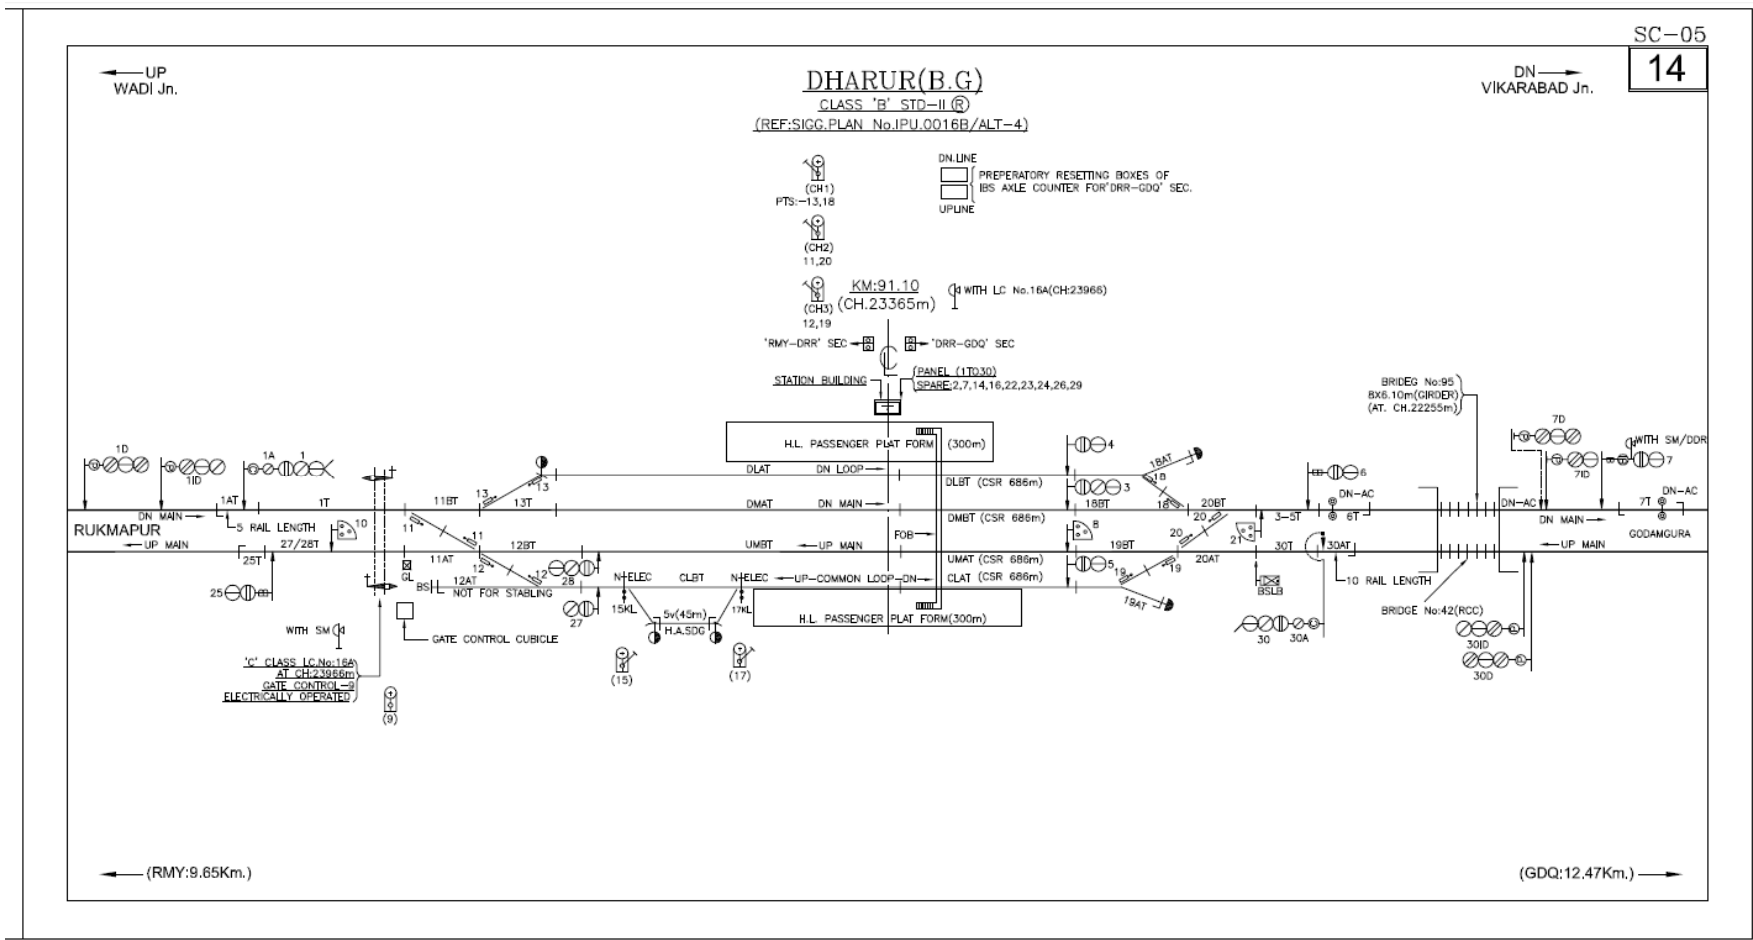 SC-05
14
UP
WADI Jn.
DN
VIKARABAD Jn.
DHARUR(B.G)
CLASS 'B' STD-II (R)
(REF:SIGG.PLAN No.IPU.0016B/ALT-4)
(CH1)
PTS:-13,18
(CH2)
11,20
(CH3)
12,19
DN.LINE
PREPERATORY RESETTING BOXES OF
IBS AXLE COUNTER FOR'DRR-GDQ' SEC.
UPLINE
KM:91.10
(CH.23365m)
WITH LC No.16A(CH:23966)
'RMY-DRR' SEC
'DRR-GDQ' SEC
STATION BUILDING
PANEL (1TO30)
SPARE:2,7,14,16,22,23,24,26,29
BRIDEG No:95
8X6.10m(GIRDER)
(AT. CH.22255m)
H.L. PASSENGER PLAT FORM (300m)
1D
1ID
1A 1
4
6
7D
7ID
WITH SM/DDR
7
DLAT DN LOOP
DLBT (CSR 686m)
18AT
18
3
1AT 1T 11BT 13 13 13T
DMAT DN MAIN
18BT 18 20BT
DN-AC
DN-AC
7T
DN-AC
DN MAIN
5 RAIL LENGTH
10
11
DMBT (CSR 686m)
20
3-5T
6T
DN MAIN
RUKMAPUR
FOB
8
21
GODAMGURA
UP MAIN
27/28T
11
12BT
UMBT UP MAIN
20
19BT
30T 30AT
UP MAIN
25T
11AT
12
UMAT (CSR 686m)
5
19
19
20AT
25
GL
BS
12AT
12
NOT FOR STABLING
28
N ELEC CLBT N ELEC
UP-COMMON LOOP-DN
CLAT (CSR 686m)
10 RAIL LENGTH
BSLB
15KL
17KL
19AT
27
5v(45m)
H.A.SDG
H.L. PASSENGER PLAT FORM(300m)
BRIDGE No:42(RCC)
WITH SM
GATE CONTROL CUBICLE
30 30A
30ID
30D
'C' CLASS LC.No:16A
AT CH:23966m
GATE CONTROL-9
ELECTRICALLY OPERATED
(9)
(15)
(17)
(RMY:9.65Km.)
(GDQ:12.47Km.)